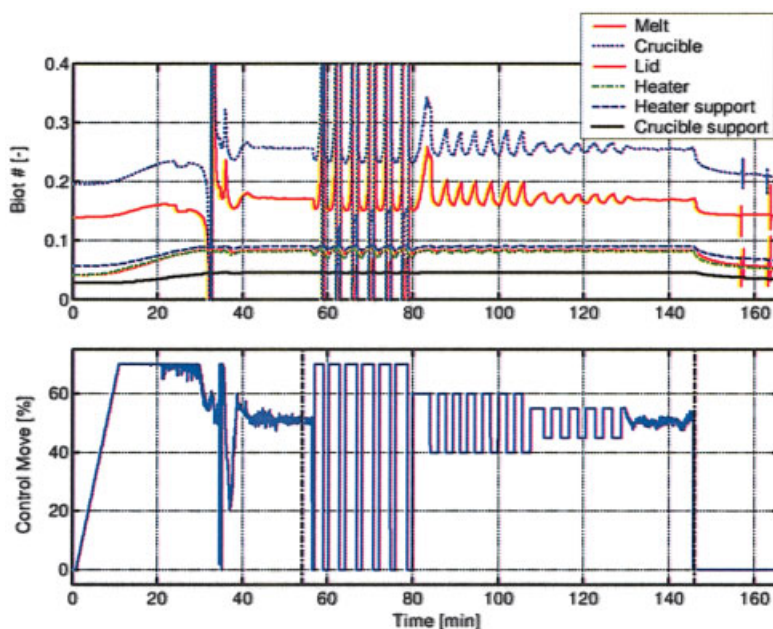 Melt
Crucible
Lid
Heater
Heater support
Crucible support
0.4
0.3
0.2
0.1
0
Biot # [-]
0 20 40 60 80 100 120 140 160
60
40
20
0
Control Move [%]
0 20 40 60 80 100 120 140 160
Time [min]